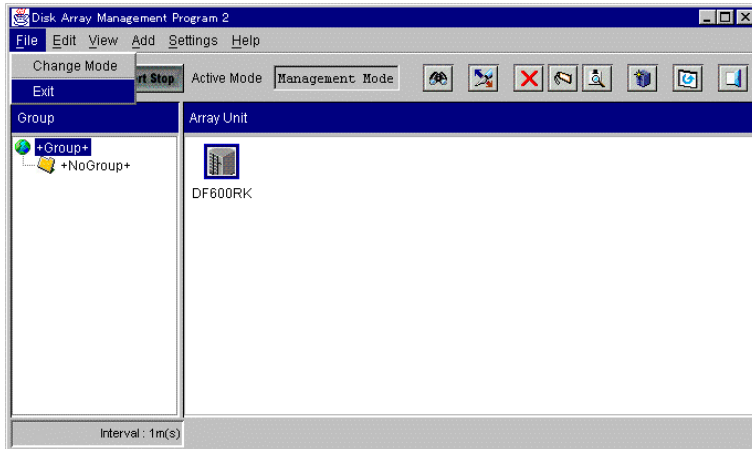 Disk Array Management Program 2
File Edit View Add Settings Help
Change Mode
Exit
rt Stop Active Mode Management Mode
Group
Array Unit
+Group+
+NoGroup+
DF600RK
Interval : 1m(s)